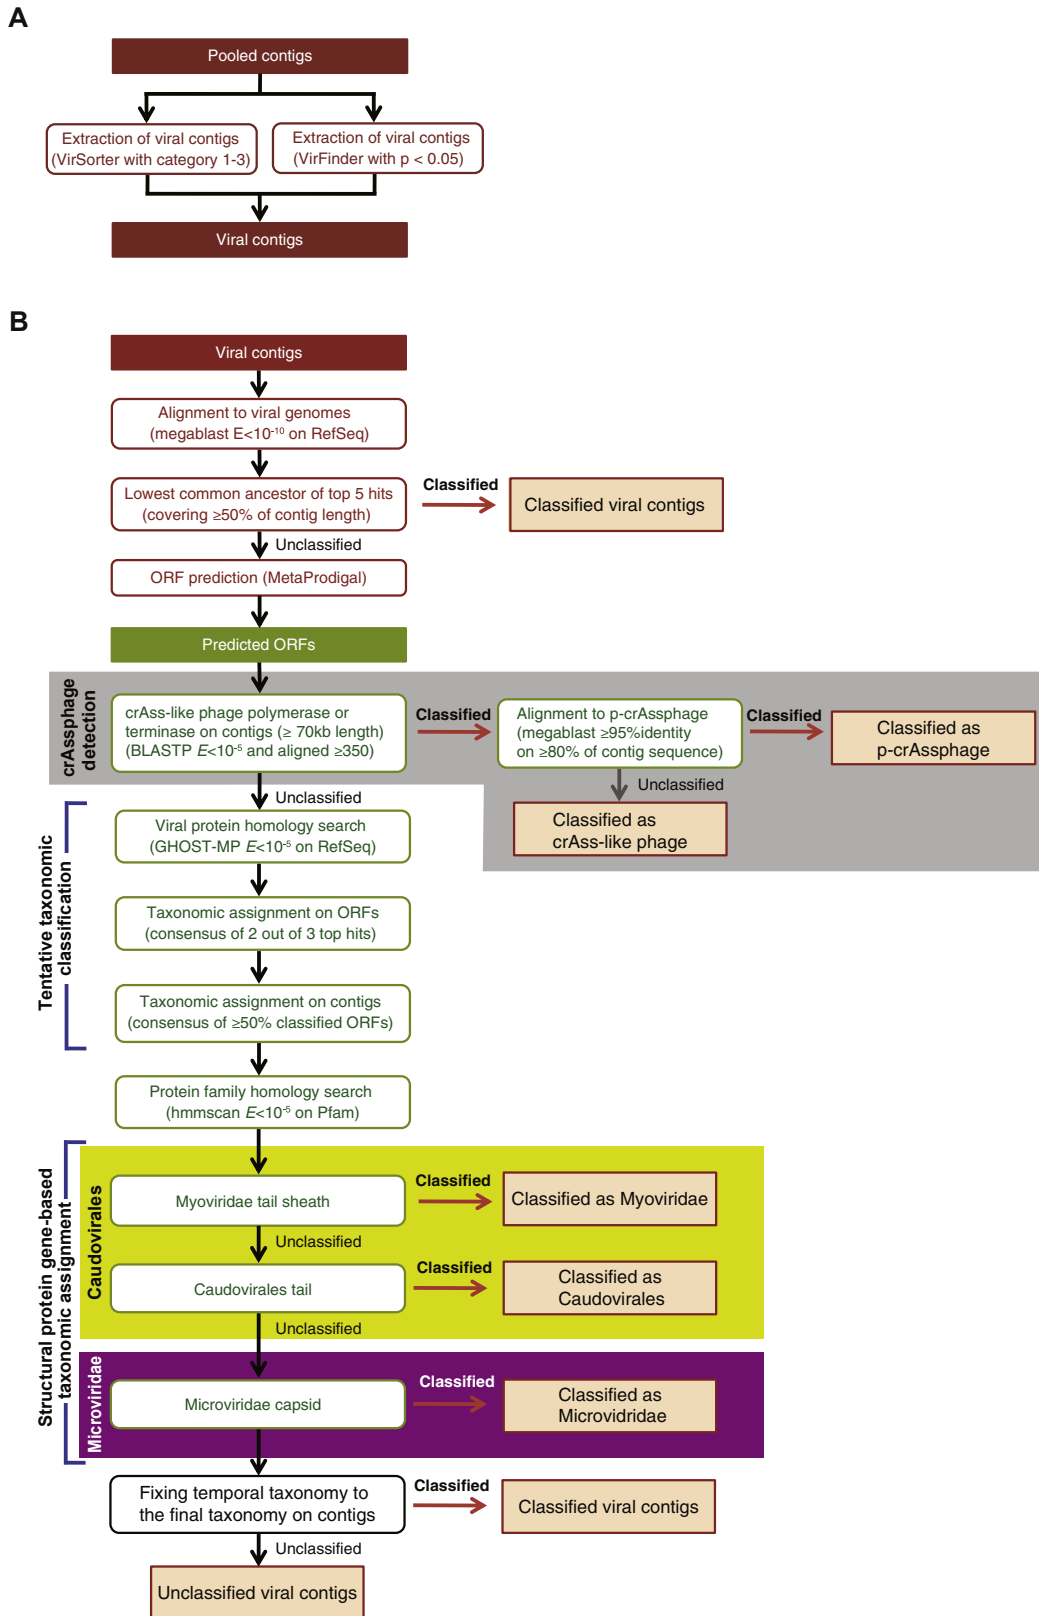 A
Pooled contigs
Extraction of viral contigs
(VirSorter with category 1-3)
Extraction of viral contigs
(VirFinder with p < 0.05)
Viral contigs
B
Viral contigs
Alignment to viral genomes
(megablast E<10⁻¹⁰ on RefSeq)
Lowest common ancestor of top 5 hits
(covering ≥50% of contig length)
Classified
Classified viral contigs
Unclassified
ORF prediction (MetaProdigal)
Predicted ORFs
crAssphage
detection
crAss-like phage polymerase or
terminase on contigs (≥ 70kb length)
(BLASTP E<10⁻⁵ and aligned ≥350)
Classified
Alignment to p-crAssphage
(megablast ≥95%identity
on ≥80% of contig sequence)
Classified
Classified as
p-crAssphage
Unclassified
Classified as
crAss-like phage
Unclassified
Tentative taxonomic
classification
Viral protein homology search
(GHOST-MP E<10⁻⁵ on RefSeq)
Taxonomic assignment on ORFs
(consensus of 2 out of 3 top hits)
Taxonomic assignment on contigs
(consensus of ≥50% classified ORFs)
Protein family homology search
(hmmscan E<10⁻⁵ on Pfam)
Structural protein gene-based
taxonomic assignment
Caudovirales
Myoviridae tail sheath
Classified
Classified as Myoviridae
Unclassified
Caudovirales tail
Classified
Classified as
Caudovirales
Unclassified
Microviridae
Microviridae capsid
Classified
Classified as
Microvidridae
Fixing temporal taxonomy to
the final taxonomy on contigs
Classified
Classified viral contigs
Unclassified
Unclassified viral contigs